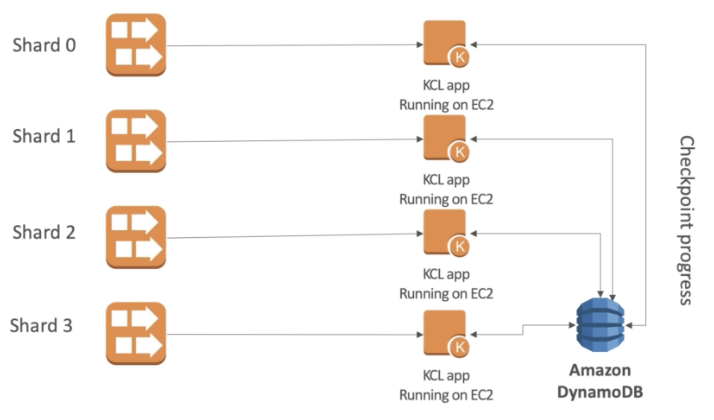 Shard 0
K
KCL app
Running on EC2
Shard 1
K
KCL app
Running on EC2
Checkpoint progress
Shard 2
K
KCL app
Running on EC2
Shard 3
K
KCL app
Running on EC2
Amazon
DynamoDB